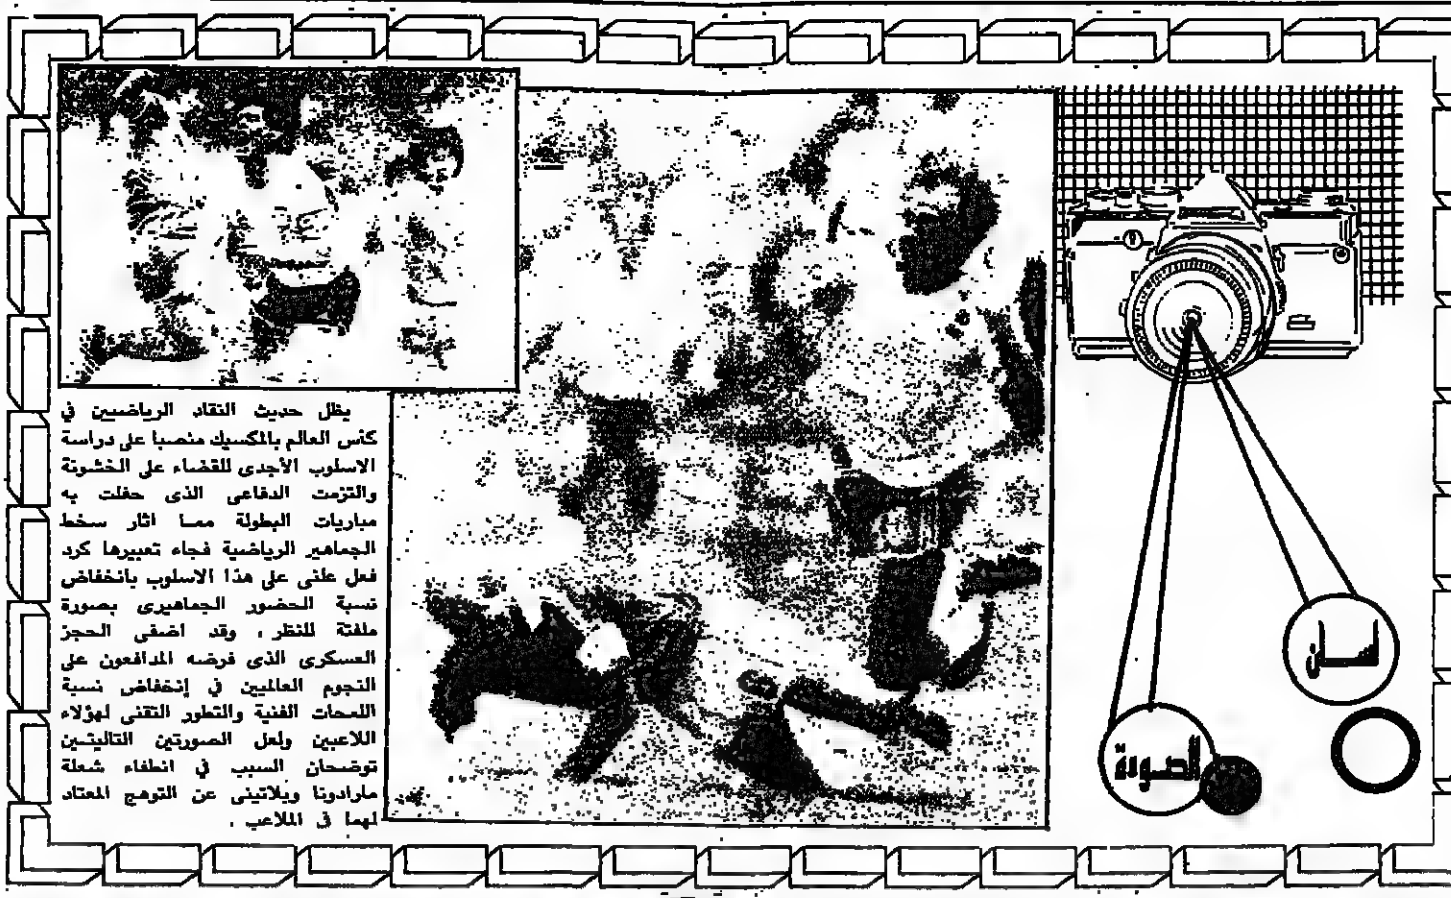 لسان
الصورة
يظل حديث النقاد الرياضيين في
كأس العالم بالمكسيك منصبا على دراسة
الاسلوب الأجدى للقضاء على الخشونة
والتزمت الدفاعى الذى حفلت به
مباريات البطولة مما اثار سخط
الجماهير الرياضية فجاء تعبيرها كرد
فعل علنى على هذا الاسلوب بانخفاض
نسبة الحضور الجماهيرى بصورة
ملفتة للنظر ، وقد اضفى الحجز
العسكرى الذى فرضه المدافعون على
النجوم العالميين في إنخفاض نسبة
اللمحات الفنية والتطور التقنى لهؤلاء
اللاعبين ولعل الصورتين التاليتين
توضحان السبب في انطفاء شعلة
مارادونا وبلاتينى عن التوهج المعتاد
لهما في الملاعب .